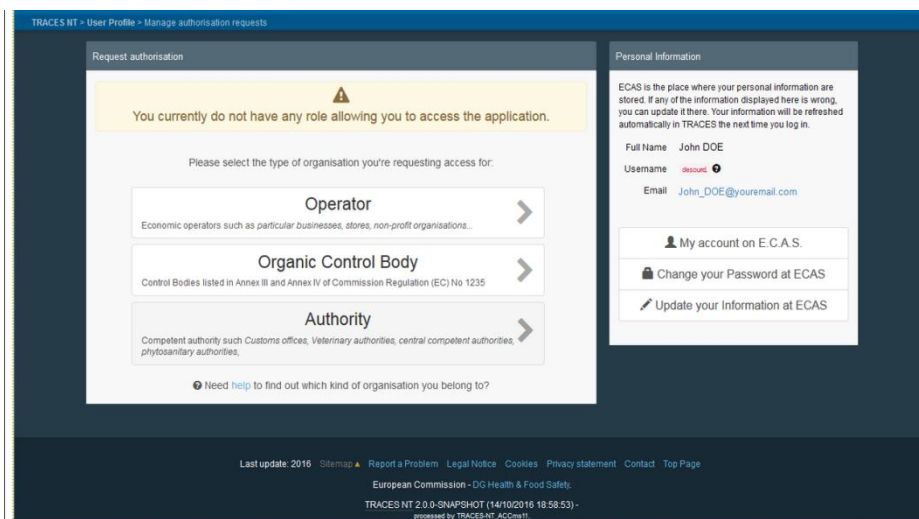 TRACES NT > User Profile > Manage authorisation requests
Request authorisation
You currently do not have any role allowing you to access the application.
Please select the type of organisation you're requesting access for:
Operator
Economic operators such as particular businesses, stores, non-profit organisations...
Organic Control Body
Control Bodies listed in Annex III and Annex IV of Commission Regulation (EC) No 1235
Authority
Competent authority such Customs offices, Veterinary authorities, central competent authorities,
phytosanitary authorities,
Need help to find out which kind of organisation you belong to?
Personal Information
ECAS is the place where your personal information are
stored. If any of the information displayed here is wrong,
you can update it there. Your information will be refreshed
automatically in TRACES the next time you log in.
Full Name John DOE
Username
Email John_DOE@youremail.com
My account on E.C.A.S.
Change your Password at ECAS
Update your Information at ECAS
Last update: 2016 Sitemap Report a Problem Legal Notice Cookies Privacy statement Contact Top Page
European Commission - DG Health & Food Safety,
TRACES NT 2.0.0-SNAPSHOT (14/10/2016 18:58:53) -
processed by TRACES-NT_ACCms11.